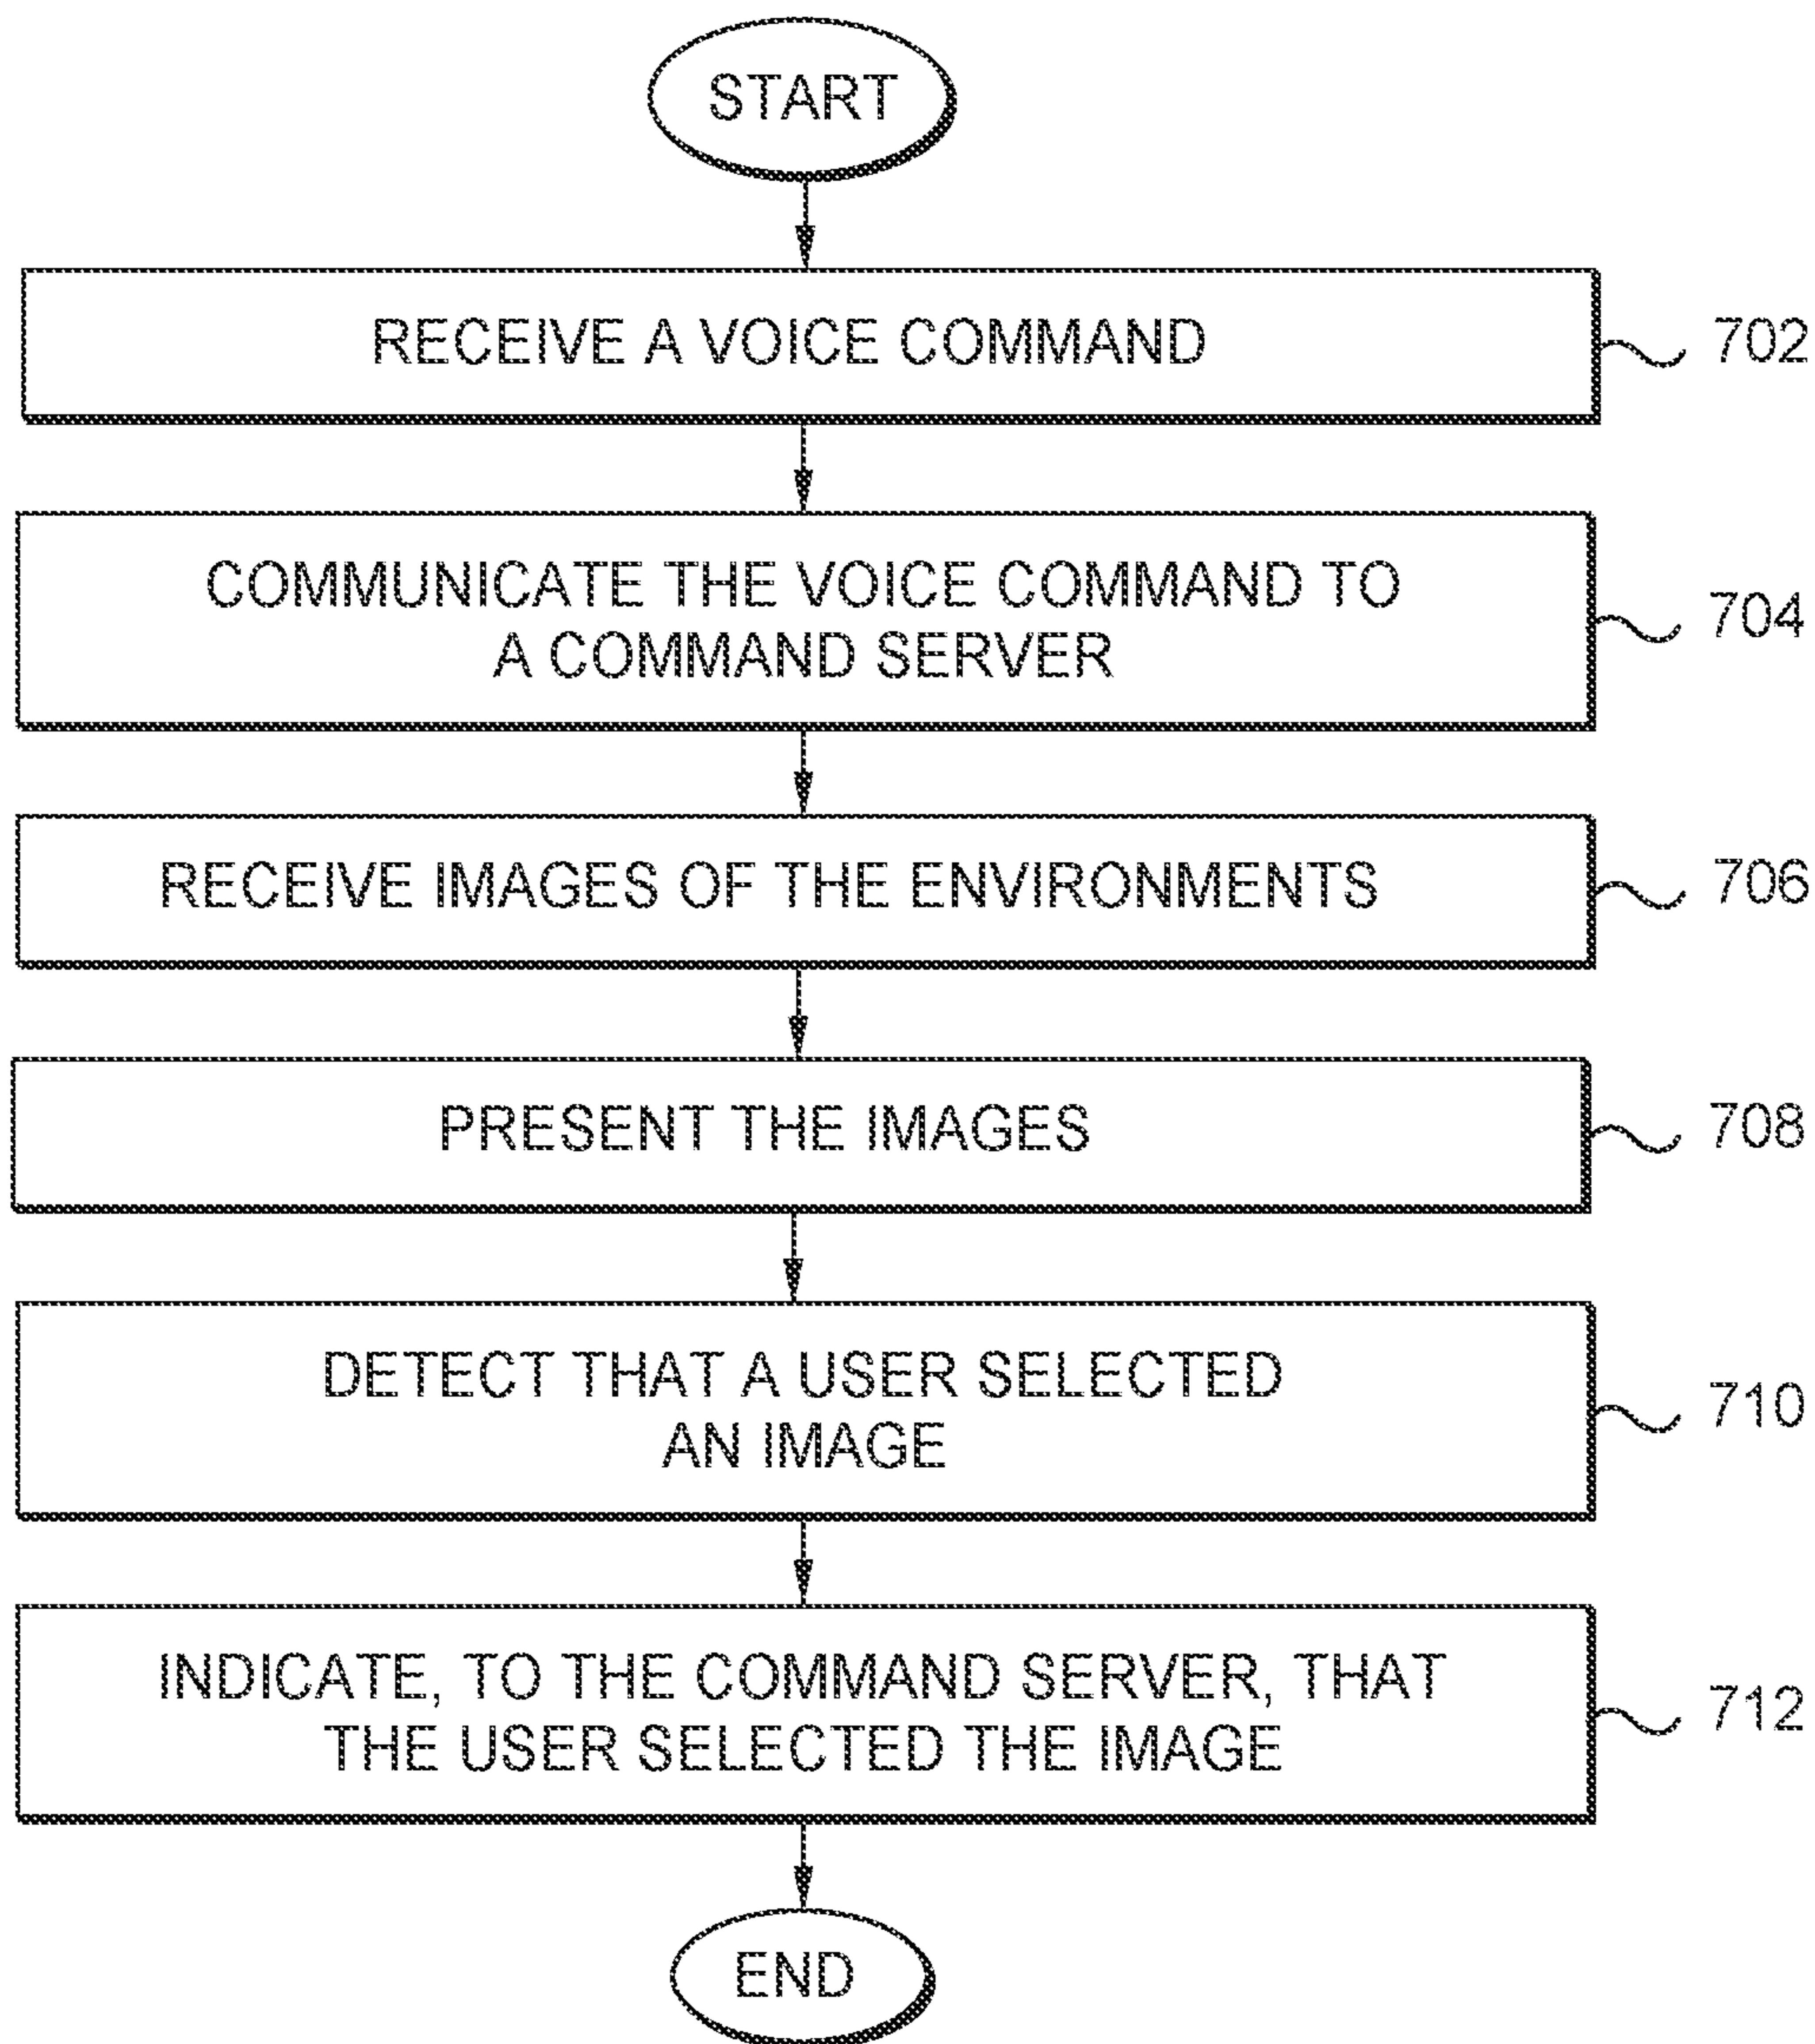 START
RECEIVE A VOICE COMMAND
702
COMMUNICATE THE VOICE COMMAND TO
A COMMAND SERVER
704
RECEIVE IMAGES OF THE ENVIRONMENTS
706
PRESENT THE IMAGES
708
DETECT THAT A USER SELECTED
AN IMAGE
710
INDICATE, TO THE COMMAND SERVER, THAT
THE USER SELECTED THE IMAGE
712
END